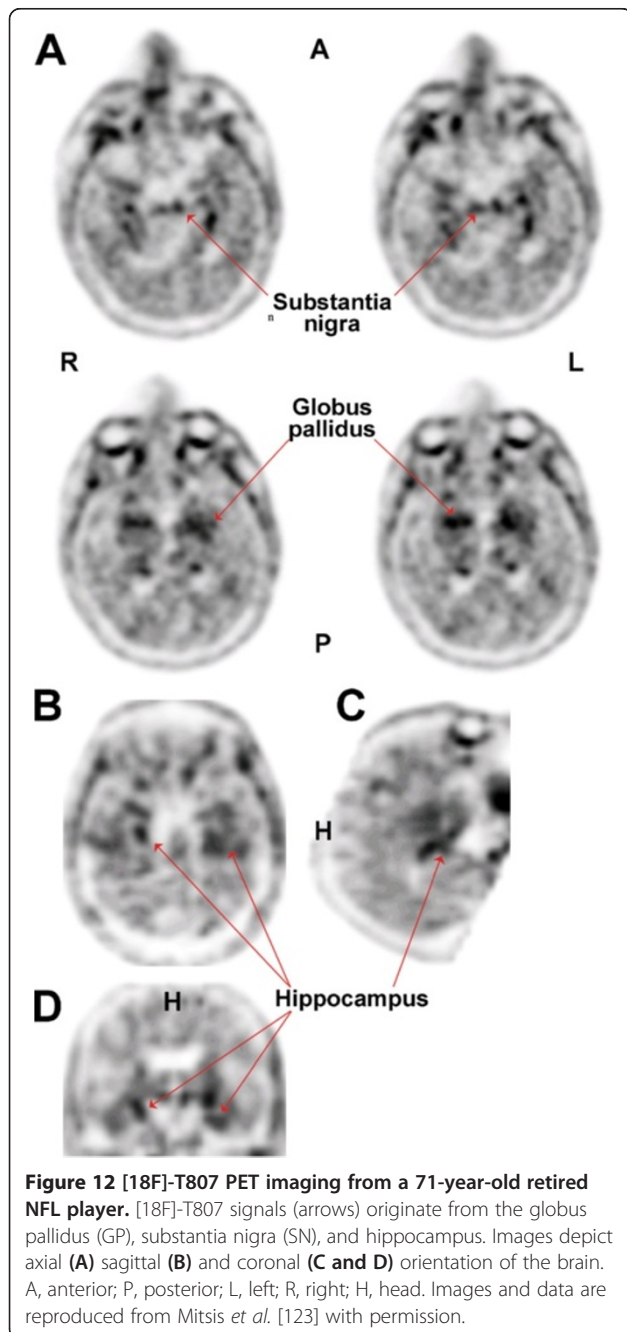 A
A
Substantia
n
nigra
R
L
Globus
pallidus
P
B
C
H
Hippocampus
D
H
Figure 12 [18F]-T807 PET imaging from a 71-year-old retired
NFL player. [18F]-T807 signals (arrows) originate from the globus
pallidus (GP), substantia nigra (SN), and hippocampus. Images depict
axial (A) sagittal (B) and coronal (C and D) orientation of the brain.
A, anterior; P, posterior; L, left; R, right; H, head. Images and data are
reproduced from Mitsis et al. [123] with permission.